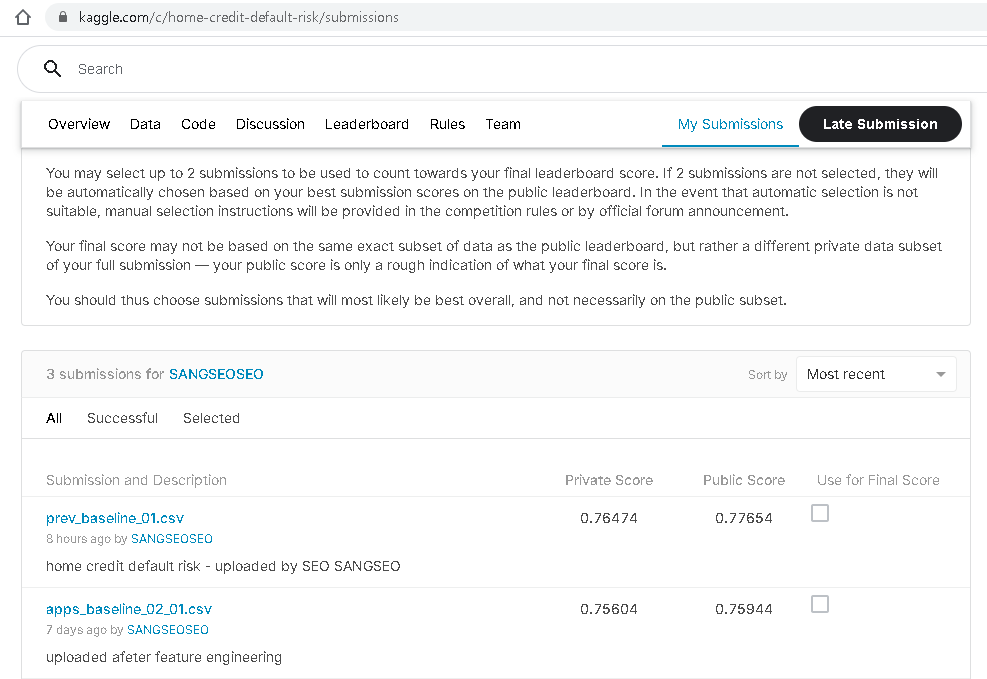 kaggle.com/c/home-credit-default-risk/submissions
Search
Overview Data Code Discussion Leaderboard Rules Team My Submissions Late Submission
You may select up to 2 submissions to be used to count towards your final leaderboard score. If 2 submissions are not selected, they will
be automatically chosen based on your best submission scores on the public leaderboard. In the event that automatic selection is not
suitable, manual selection instructions will be provided in the competition rules or by official forum announcement.
Your final score may not be based on the same exact subset of data as the public leaderboard, but rather a different private data subset
of your full submission — your public score is only a rough indication of what your final score is.
You should thus choose submissions that will most likely be best overall, and not necessarily on the public subset.
3 submissions for SANGSEOSEO Sort by Most recent
All Successful Selected
Submission and Description Private Score Public Score Use for Final Score
prev_baseline_01.csv 0.76474 0.77654
8 hours ago by SANGSEOSEO
home credit default risk - uploaded by SEO SANGSEO
apps_baseline_02_01.csv 0.75604 0.75944
7 days ago by SANGSEOSEO
uploaded afeter feature engineering